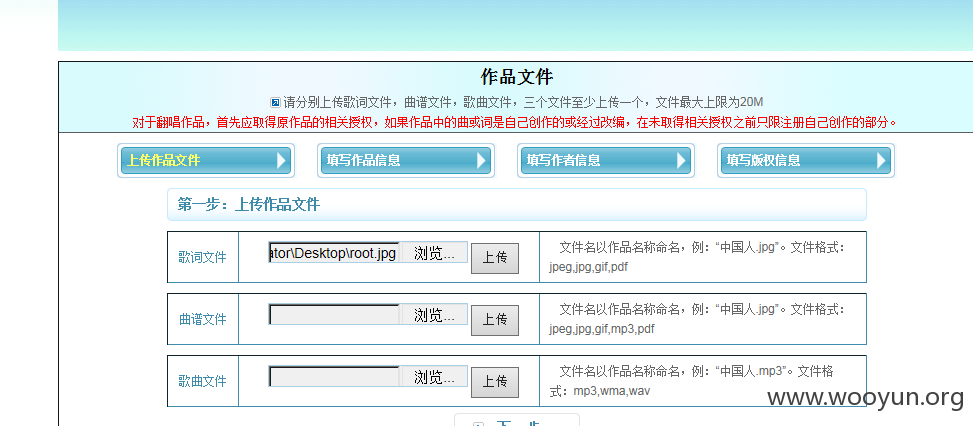 作品文件
请分别上传歌词文件，曲谱文件，歌曲文件，三个文件至少上传一个，文件最大上限为20M
对于翻唱作品，首先应取得原作品的相关授权，如果作品中的曲或词是自己创作的或经过改编，在未取得相关授权之前只限注册自己创作的部分。
上传作品文件 填写作品信息 填写作者信息 填写版权信息
第一步：上传作品文件
歌词文件 ator\Desktop\root.jpg 浏览... 上传
文件名以作品名称命名，例：“中国人.jpg”。文件格式：
jpeg,jpg,gif,pdf
曲谱文件 浏览... 上传
文件名以作品名称命名，例：“中国人.jpg”。文件格式：
jpeg,jpg,gif,mp3,pdf
歌曲文件 浏览... 上传
文件名以作品名称命名，例：“中国人.mp3”。文件格
式：mp3,wma,wav
www.wooyun.org